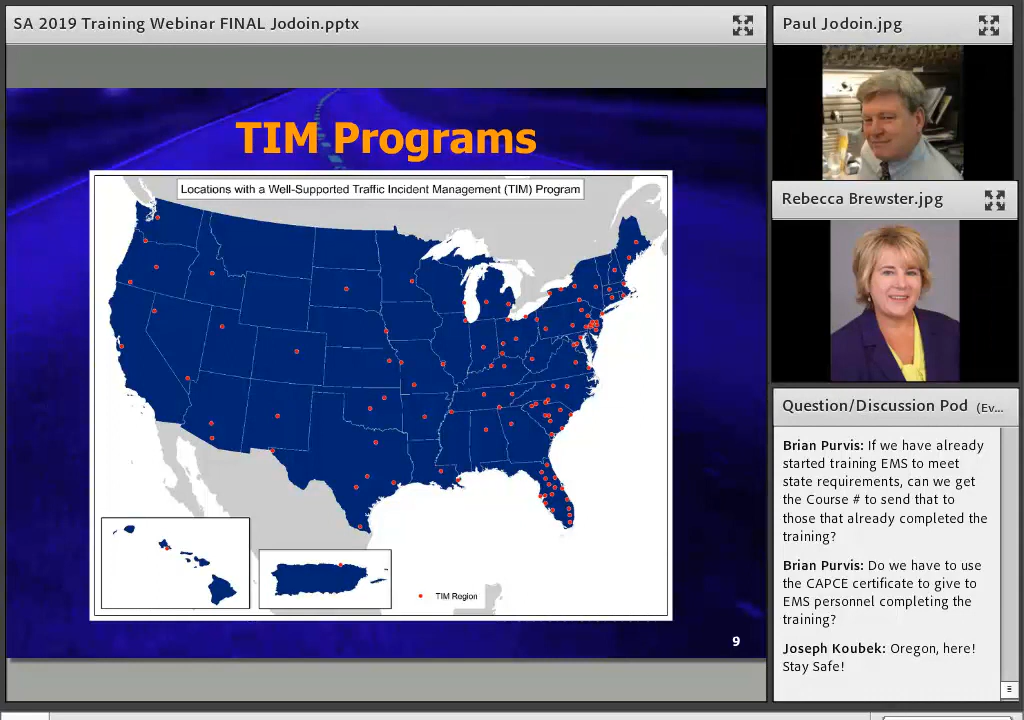 SA 2019 Training Webinar FINAL Jodoin.pptx
TIM Programs
Locations with a Well-Supported Traffic Incident Management (TIM) Program
TIM Region
9
Paul Jodoin.jpg
Rebecca Brewster.jpg
Question/Discussion Pod (Ev...
Brian Purvis: If we have already
started training EMS to meet
state requirements, can we get
the Course # to send that to
those that already completed the
training?
Brian Purvis: Do we have to use
the CAPCE certificate to give to
EMS personnel completing the
training?
Joseph Koubek: Oregon, here!
Stay Safe!